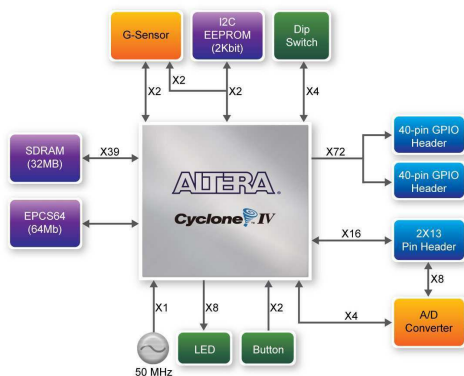 G-Sensor
I2C
EEPROM
(2Kbit)
Dip
Switch
X2
X2
X2
X4
SDRAM
(32MB)
X39
EPCS64
(64Mb)
ALTERA.
Cyclone IV
X72
40-pin GPIO
Header
40-pin GPIO
Header
X16
2X13
Pin Header
X8
X4
A/D
Converter
X1
X8
X2
50 MHz
LED
Button